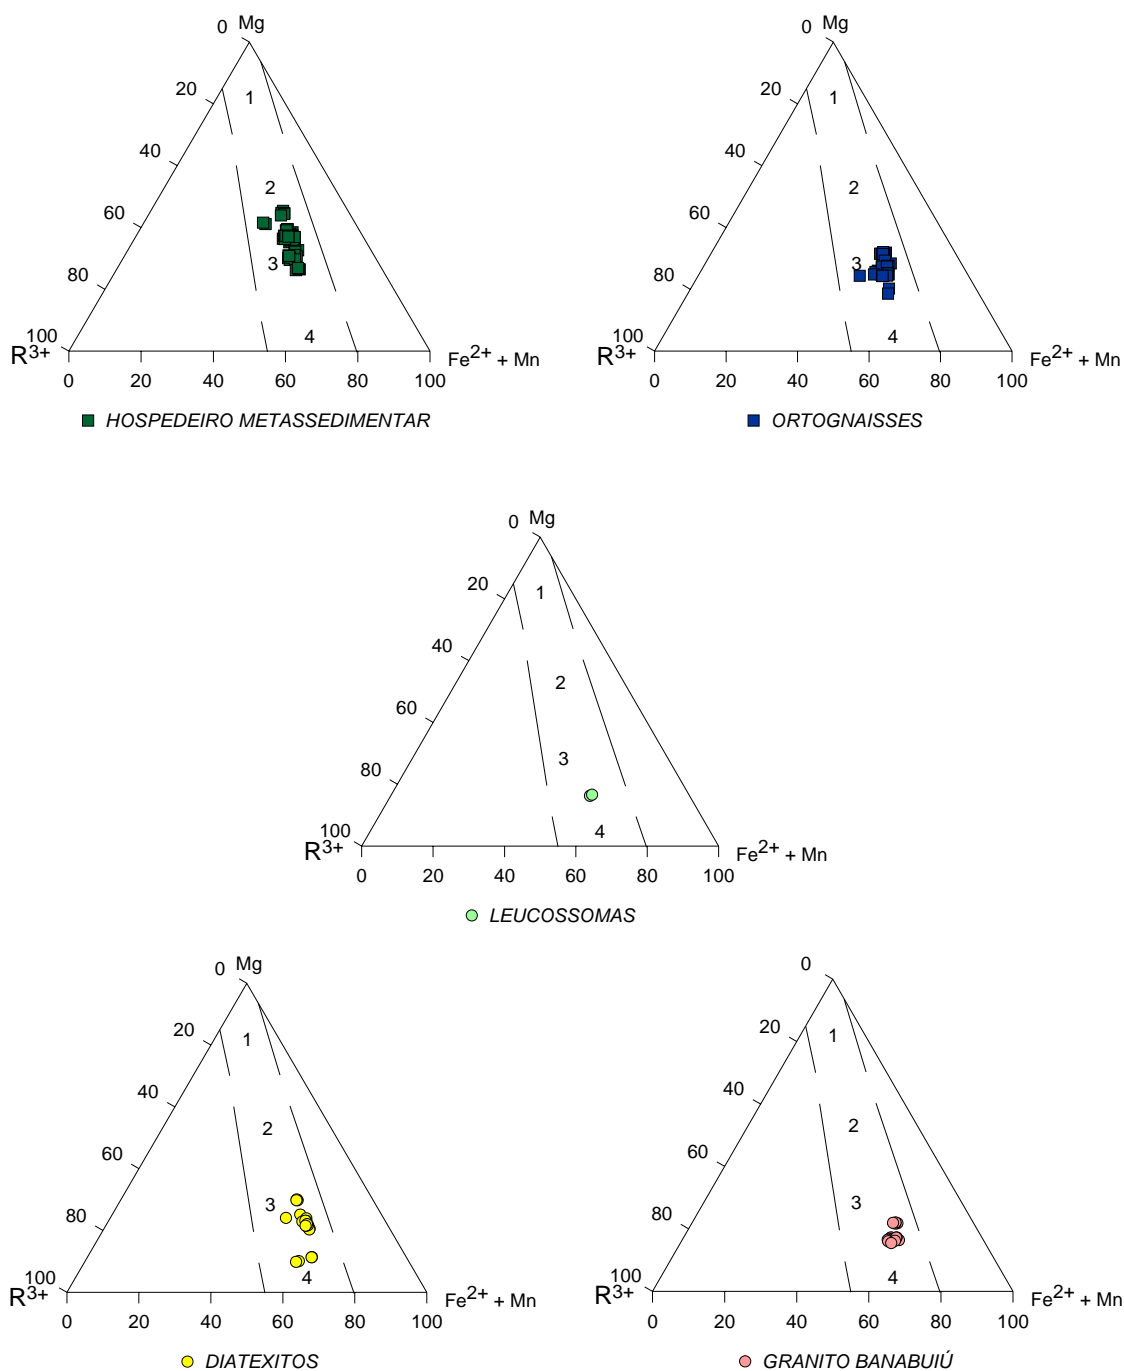 0 Mg
20
1
40
2
60
3
80
4
100
R3+
Fe2+ + Mn
0 20 40 60 80 100
HOSPEDEIRO METASSEDIMENTAR
0 Mg
20
1
40
2
60
3
80
4
100
R3+
Fe2+ + Mn
0 20 40 60 80 100
ORTOGNAISSES
0 Mg
20
1
40
2
60
3
80
4
100
R3+
Fe2+ + Mn
0 20 40 60 80 100
LEUCOSSOMAS
0 Mg
20
1
40
2
60
3
80
4
100
R3+
Fe2+ + Mn
0 20 40 60 80 100
DIATEXITOS
0
20
1
40
2
60
3
80
4
100
R3+
Fe2+ + Mn
0 20 40 60 80 100
GRANITO BANABUIÚ